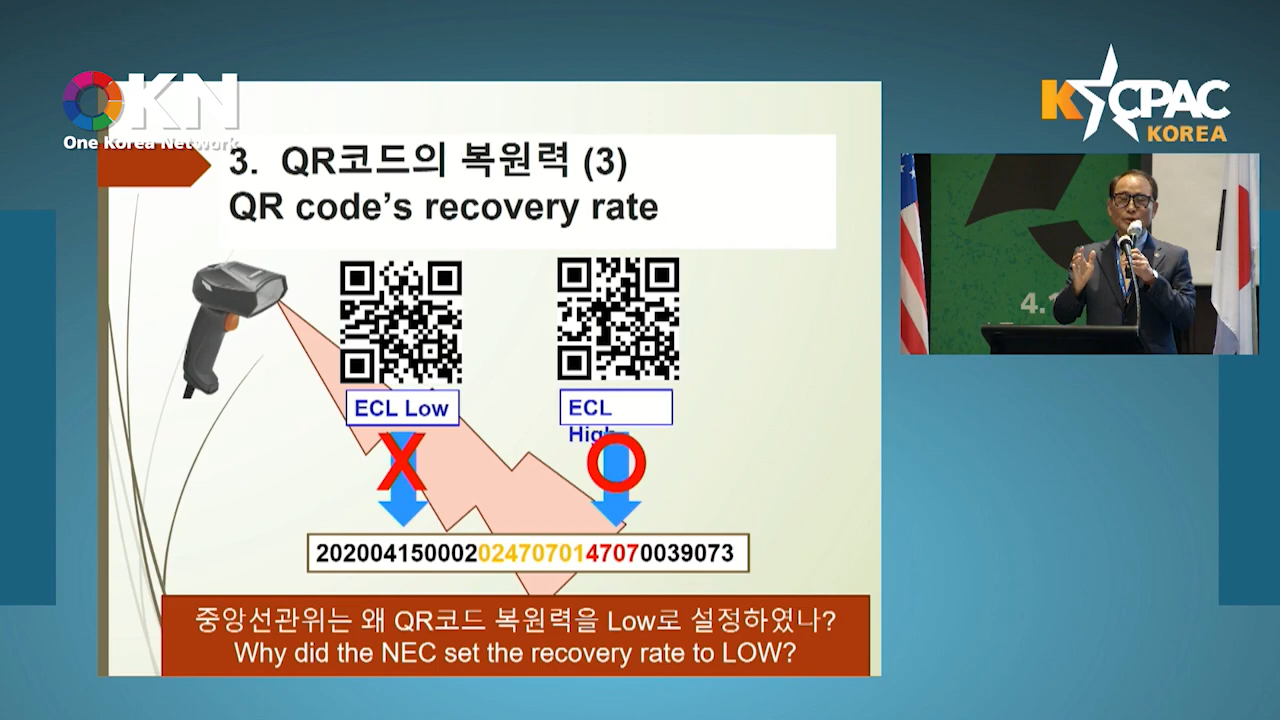 OKN
One Korea Network
K CPAC
KOREA
3. QR코드의 복원력 (3)
QR code's recovery rate
ECL Low
ECL
High
X
2020041500020247070147070039073
중앙선관위는 왜 QR코드 복원력을 Low로 설정하였나?
Why did the NEC set the recovery rate to LOW?